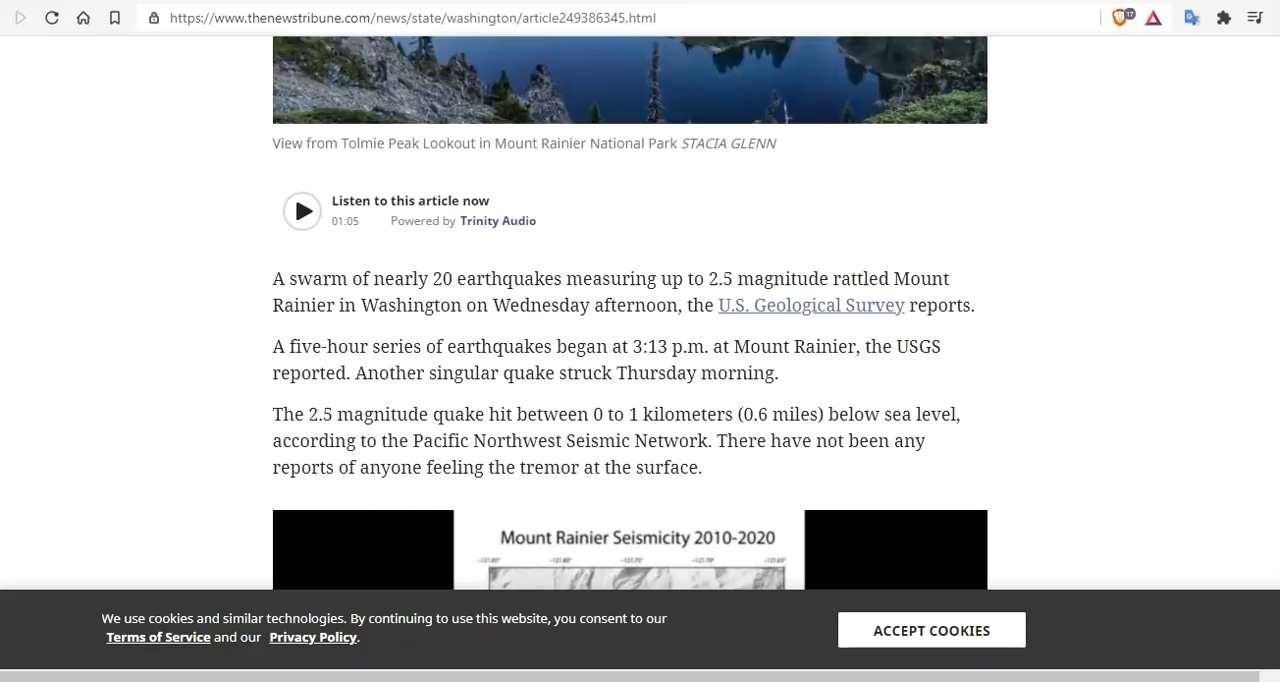 https://www.thenewstribune.com/news/state/washington/article249386345.html
17
View from Tolmie Peak Lookout in Mount Rainier National Park STACIA GLENN
Listen to this article now
01:05 Powered by Trinity Audio
A swarm of nearly 20 earthquakes measuring up to 2.5 magnitude rattled Mount
Rainier in Washington on Wednesday afternoon, the U.S. Geological Survey reports.
A five-hour series of earthquakes began at 3:13 p.m. at Mount Rainier, the USGS
reported. Another singular quake struck Thursday morning.
The 2.5 magnitude quake hit between 0 to 1 kilometers (0.6 miles) below sea level,
according to the Pacific Northwest Seismic Network. There have not been any
reports of anyone feeling the tremor at the surface.
Mount Rainier Seismicity 2010-2020
We use cookies and similar technologies. By continuing to use this website, you consent to our
Terms of Service and our Privacy Policy.
ACCEPT COOKIES